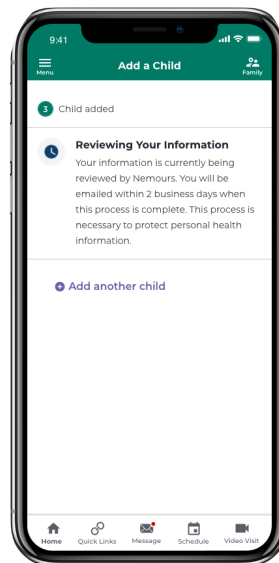 9:41
Menu
Add a Child
Family
3 Child added
Reviewing Your Information
Your information is currently being
reviewed by Nemours. You will be
emailed within 2 business days when
this process is complete. This process is
necessary to protect personal health
information.
Add another child
Home Quick Links Message Schedule Video Visit